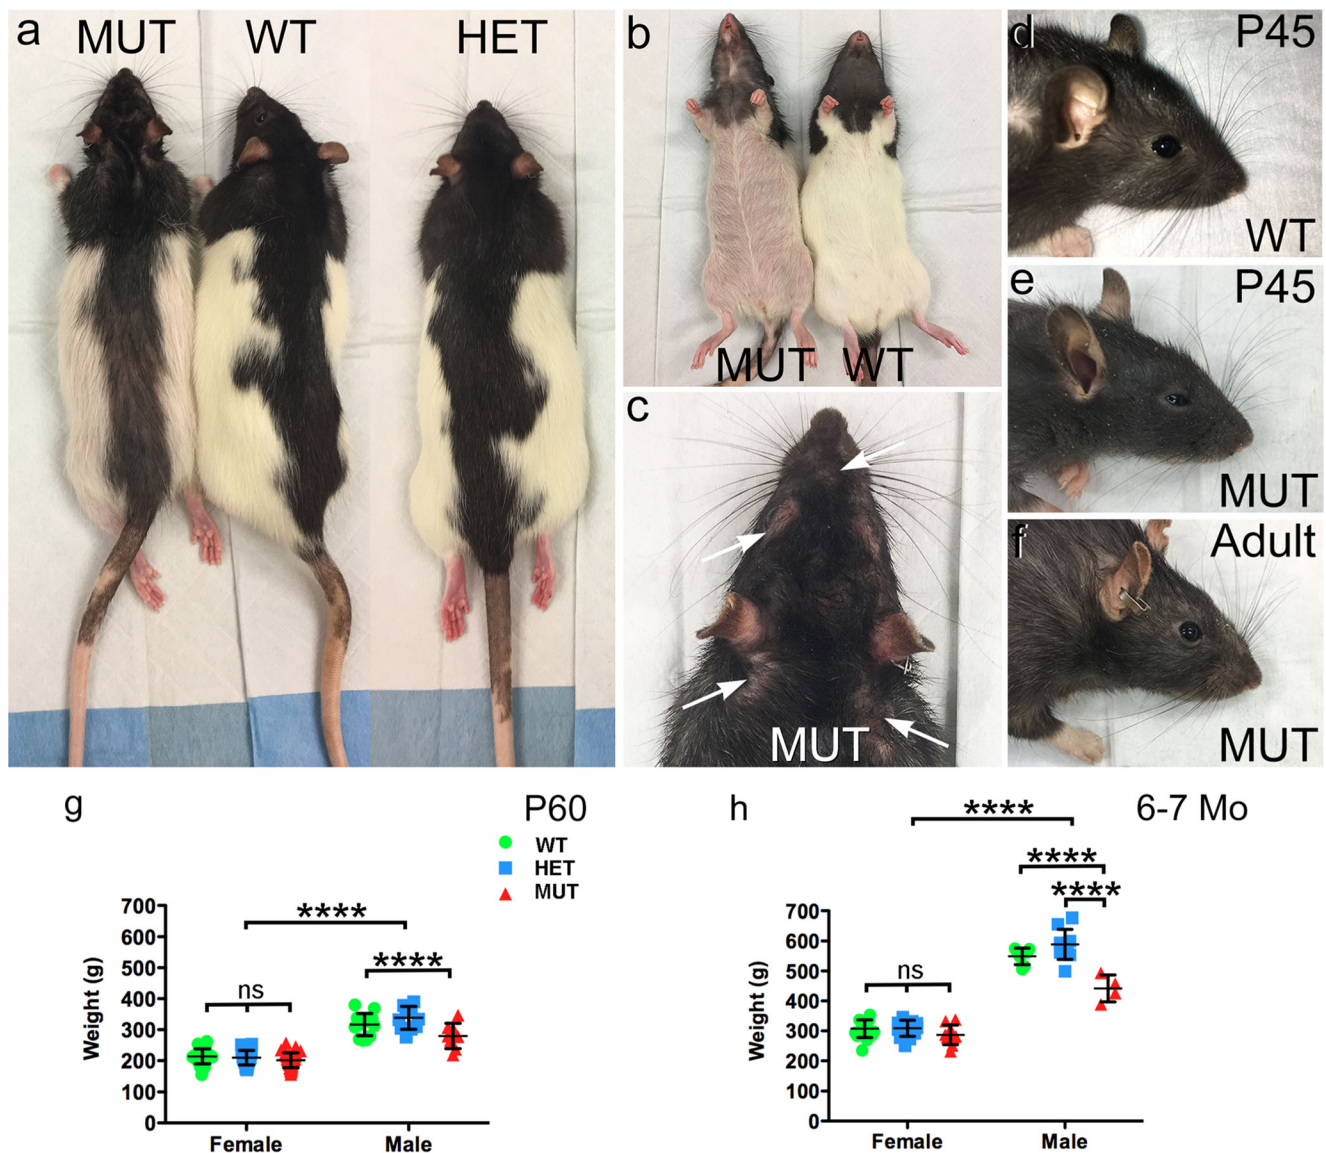 a
MUT
WT
HET
b
MUT
WT
c
MUT
d
P45
WT
e
P45
MUT
f
Adult
MUT
g
P60
WT
HET
MUT
****
****
ns
Weight (g)
700
600
500
400
300
200
100
0
Female
Male
h
6-7 Mo
****
****
****
ns
Weight (g)
700
600
500
400
300
200
100
0
Female
Male